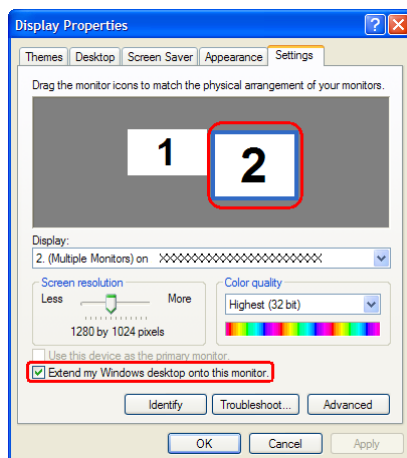 Display Properties
Themes Desktop Screen Saver Appearance Settings
Drag the monitor icons to match the physical arrangement of your monitors.
1 2
Display:
2. (Multiple Monitors) on XXXXXXXXXXXXXXXXXXXXXXX
Screen resolution
Less More
1280 by 1024 pixels
Color quality
Highest (32 bit)
Use this device as the primary monitor.
Extend my Windows desktop onto this monitor.
Identify Troubleshoot... Advanced
OK Cancel Apply